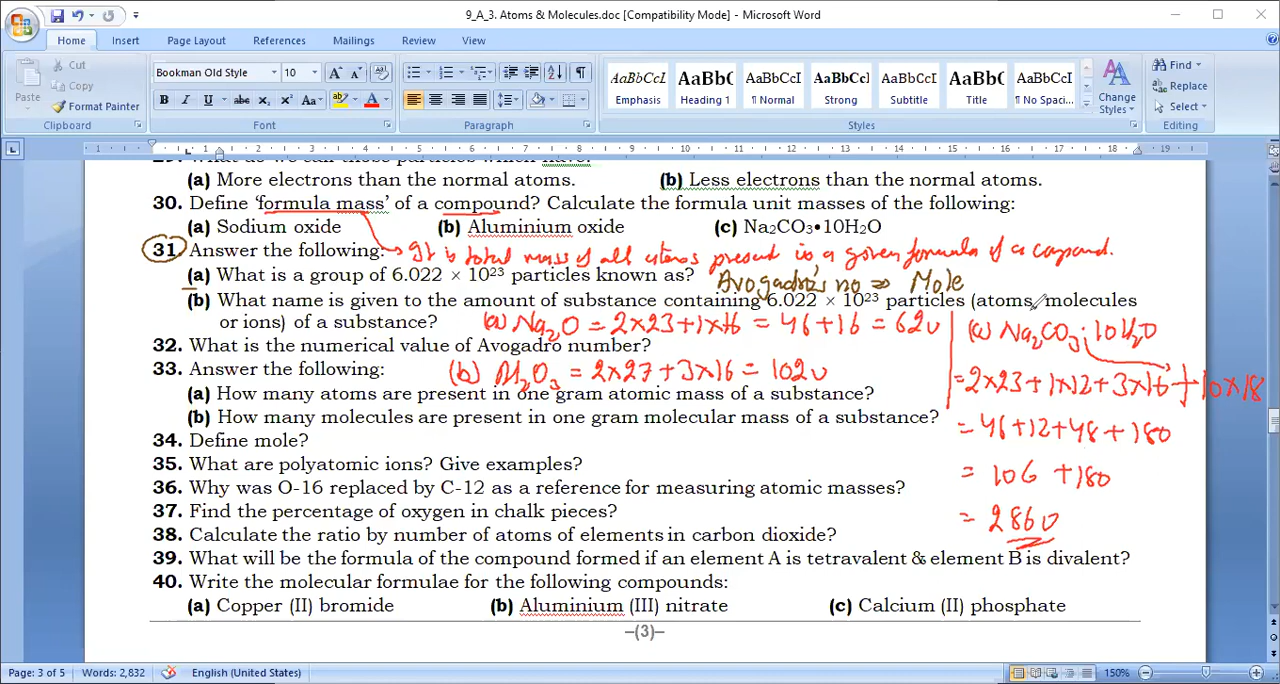 9_A_3. Atoms & Molecules.doc [Compatibility Mode] - Microsoft Word
Home Insert Page Layout References Mailings Review View
Paste
Cut
Copy
Format Painter
Clipboard
Bookman Old Style 10
B I U abc x₂ x² Aa
Font
Paragraph
AaBbCcI AaBb( AaBbCcI AaBbCcI AaBbCcI AaBb( AaBbCcI
Emphasis Heading 1 ¶ Normal Strong Subtitle Title ¶ No Spaci...
Change Styles
Styles
Find
Replace
Select
Editing
(a) More electrons than the normal atoms. (b) Less electrons than the normal atoms.
30. Define ‘formula mass’ of a compound? Calculate the formula unit masses of the following:
(a) Sodium oxide (b) Aluminium oxide (c) Na₂CO₃•10H₂O
31. Answer the following: It is total mass of all atoms present in a given formula of a compound.
(a) What is a group of 6.022 × 10²³ particles known as? Avogadro's no ⇒ Mole
(b) What name is given to the amount of substance containing 6.022 × 10²³ particles (atoms, molecules
or ions) of a substance? (a) Na₂O = 2×23+1×16 = 46+16 = 62u
32. What is the numerical value of Avogadro number?
33. Answer the following: (b) Al₂O₃ = 2×27+3×16 = 102u
(a) How many atoms are present in one gram atomic mass of a substance?
(b) How many molecules are present in one gram molecular mass of a substance?
34. Define mole?
35. What are polyatomic ions? Give examples?
36. Why was O-16 replaced by C-12 as a reference for measuring atomic masses?
37. Find the percentage of oxygen in chalk pieces?
38. Calculate the ratio by number of atoms of elements in carbon dioxide?
39. What will be the formula of the compound formed if an element A is tetravalent & element B is divalent?
40. Write the molecular formulae for the following compounds:
(a) Copper (II) bromide (b) Aluminium (III) nitrate (c) Calcium (II) phosphate
Na₂CO₃.10H₂O
=2×23+1×12+3×16+10×18
= 46+12+48+180
= 106 +180
= 286u
–(3)–
Page: 3 of 5 Words: 2,832 English (United States) 150%